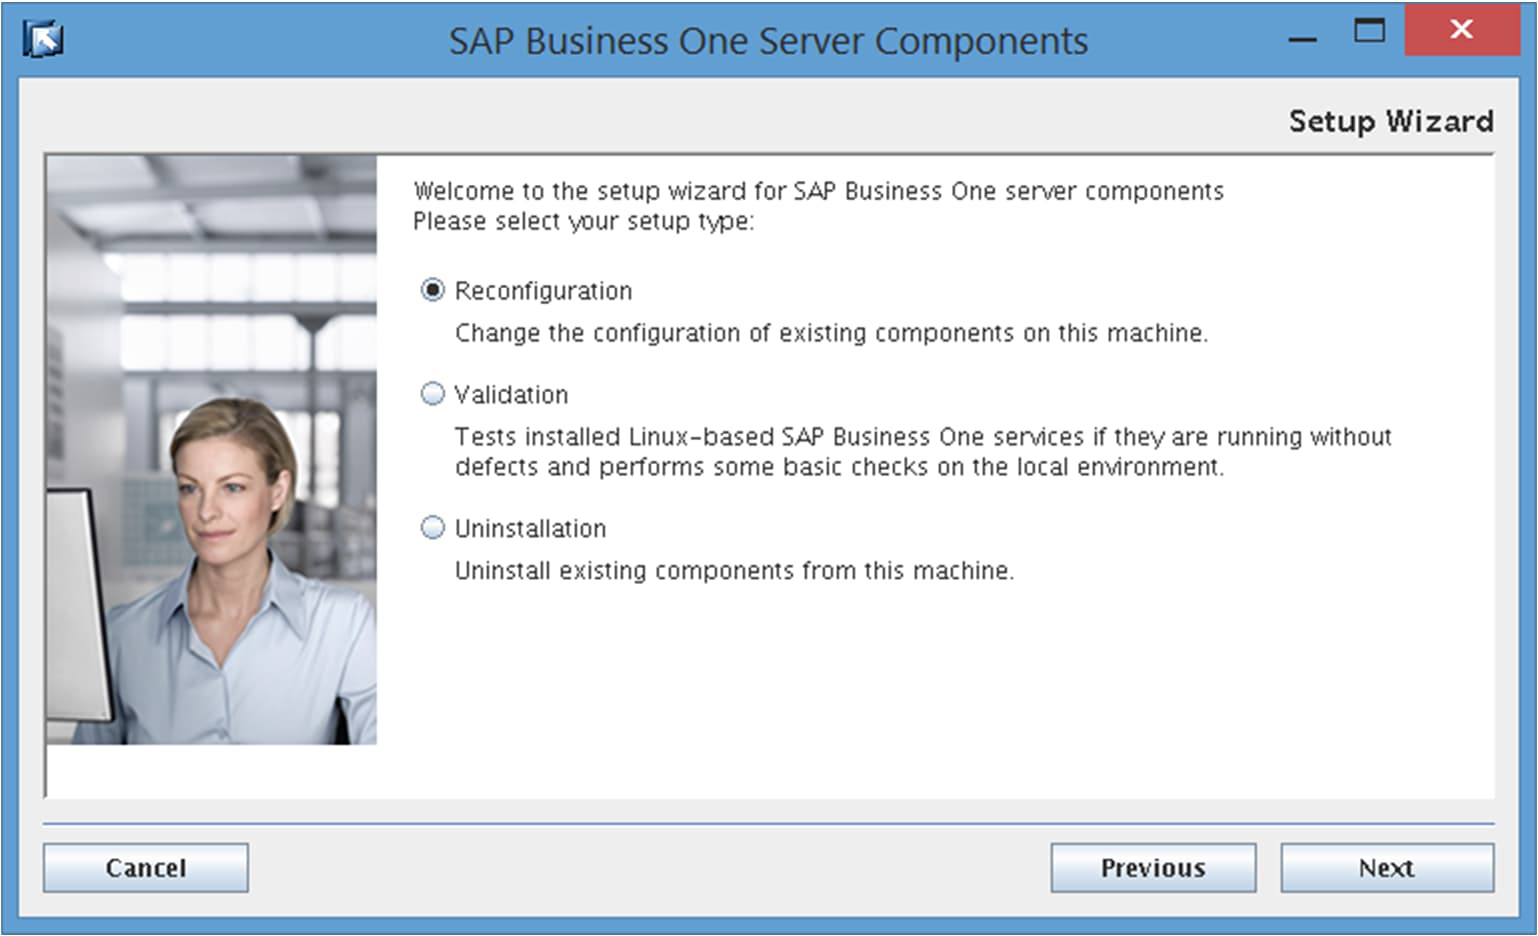 SAP Business One Server Components
Setup Wizard
Welcome to the setup wizard for SAP Business One server components
Please select your setup type:
Reconfiguration
Change the configuration of existing components on this machine.
Validation
Tests installed Linux-based SAP Business One services if they are running without
defects and performs some basic checks on the local environment.
Uninstallation
Uninstall existing components from this machine.
Cancel
Previous
Next